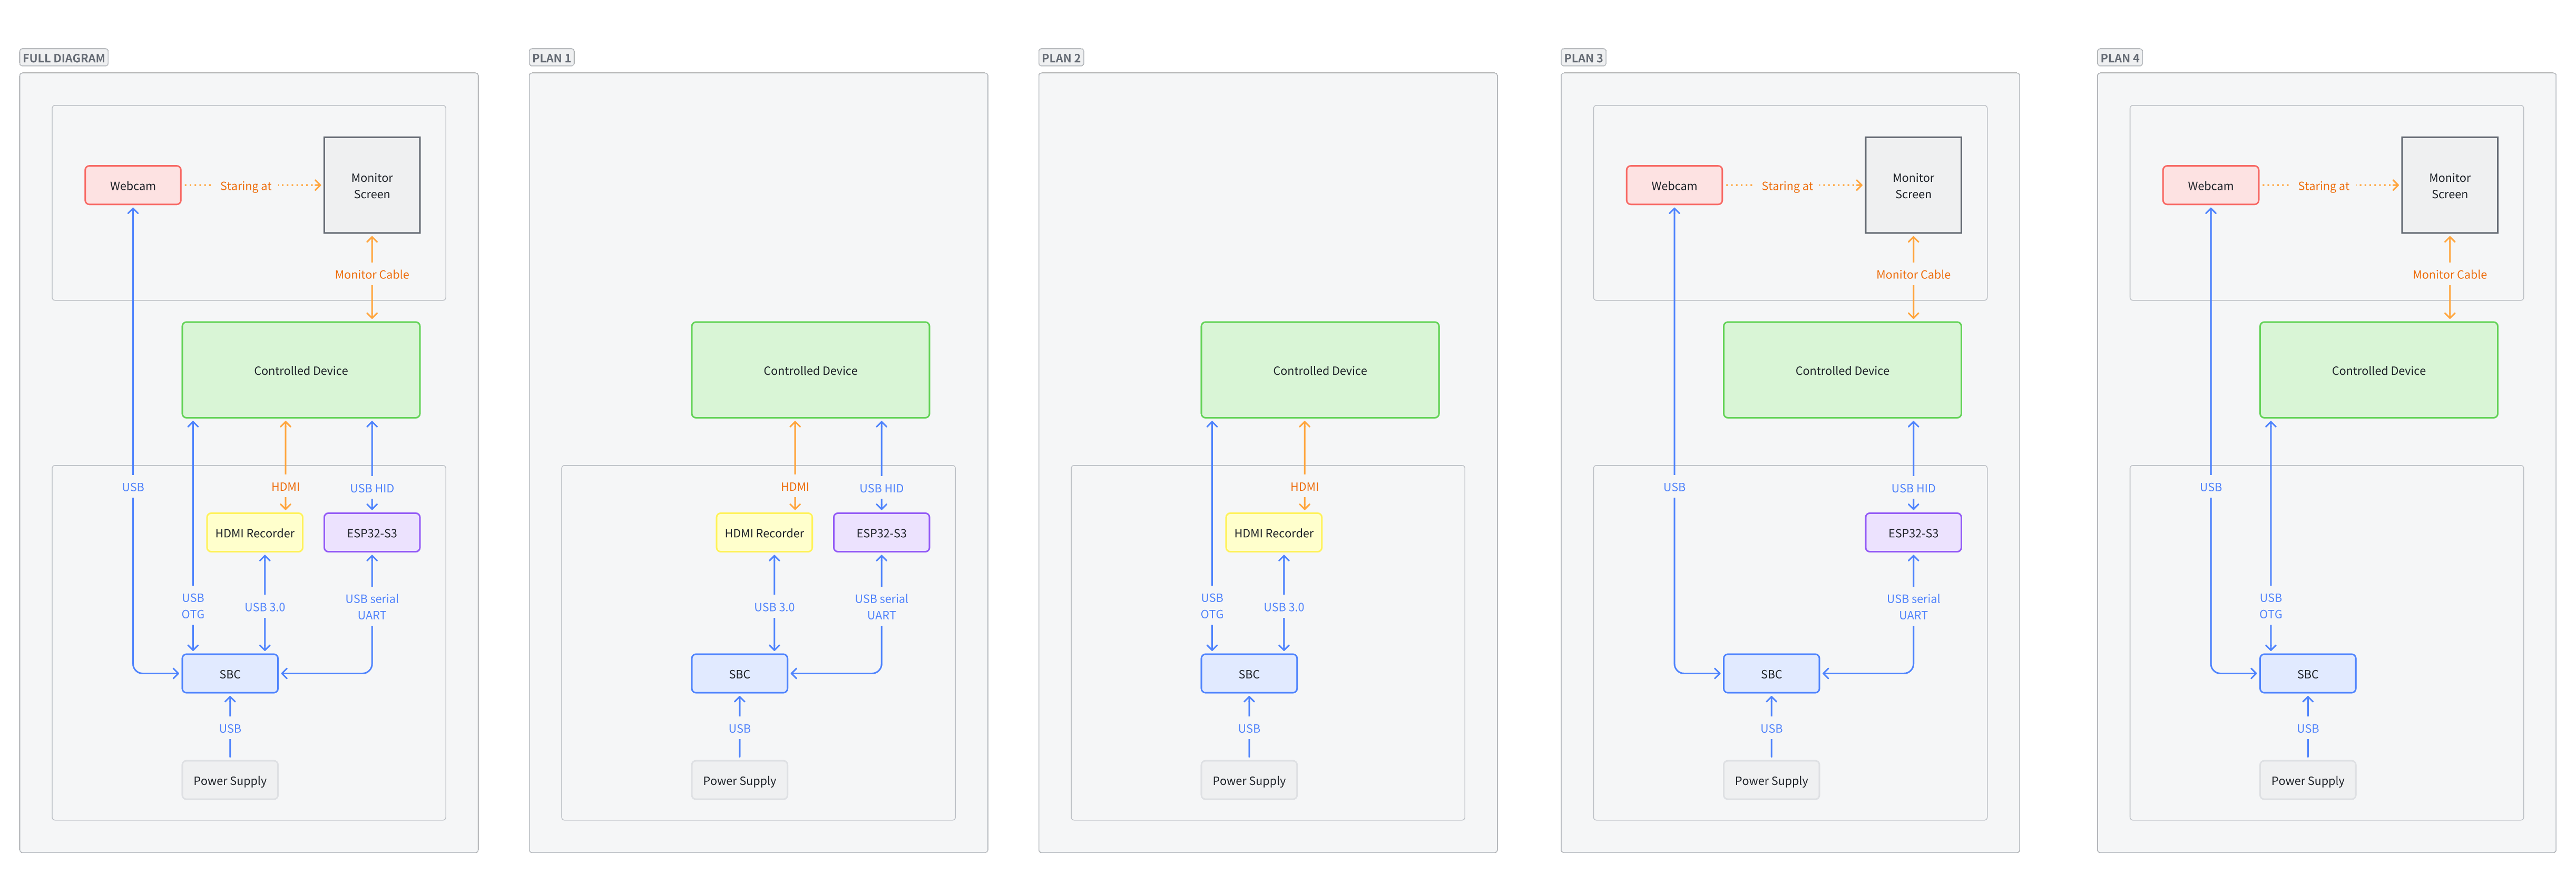 FULL DIAGRAM
Webcam
Staring at
Monitor
Screen
Monitor Cable
Controlled Device
USB
HDMI
USB HID
HDMI Recorder
ESP32-S3
USB
OTG
USB 3.0
USB serial
UART
SBC
USB
Power Supply
PLAN 1
Controlled Device
HDMI
USB HID
HDMI Recorder
ESP32-S3
USB 3.0
USB serial
UART
SBC
USB
Power Supply
PLAN 2
Controlled Device
HDMI
HDMI Recorder
USB
OTG
USB 3.0
SBC
USB
Power Supply
PLAN 3
Webcam
Staring at
Monitor
Screen
Monitor Cable
Controlled Device
USB
USB HID
ESP32-S3
USB serial
UART
SBC
USB
Power Supply
PLAN 4
Webcam
Staring at
Monitor
Screen
Monitor Cable
Controlled Device
USB
USB
OTG
SBC
USB
Power Supply